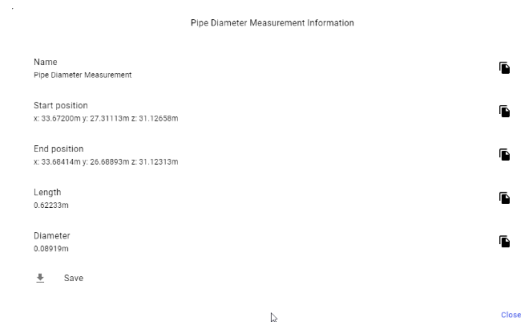 Pipe Diameter Measurement Information
Name
Pipe Diameter Measurement
Start position
x: 33.67200m y: 27.31113m z: 31.12658m
End position
x: 33.68414m y: 26.68893m z: 31.12313m
Length
0.62233m
Diameter
0.08919m
Save
Close